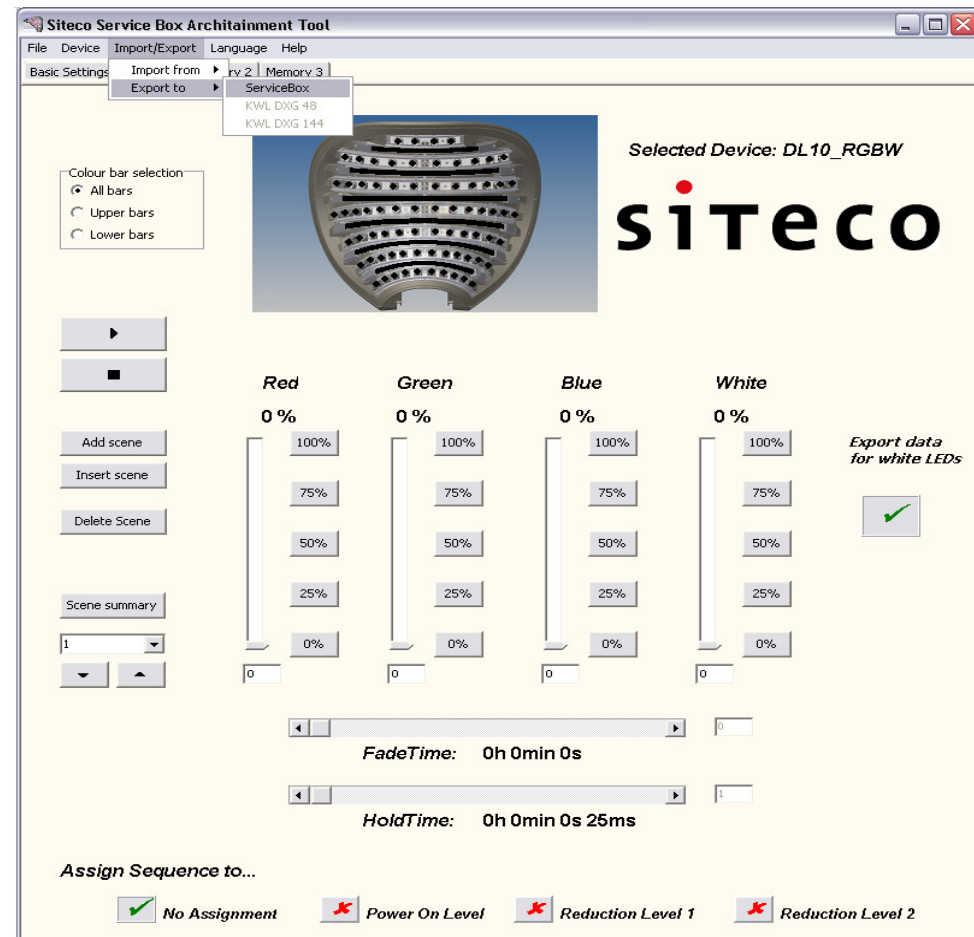 Siteco Service Box Architainment Tool
File Device Import/Export Language Help
Basic Settings ry 2 Memory 3
Import from
Export to
ServiceBox
KWL DXG 48
KWL DXG 144
Selected Device: DL10_RGBW
siteco
Colour bar selection
All bars
Upper bars
Lower bars
Red Green Blue White
0 % 0 % 0 % 0 %
Add scene 100% 100% 100% 100% Export data
Insert scene for white LEDs
75% 75% 75% 75%
Delete Scene
50% 50% 50% 50%
Scene summary 25% 25% 25% 25%
1 0% 0% 0% 0%
0 0 0 0
0
FadeTime: 0h 0min 0s
1
HoldTime: 0h 0min 0s 25ms
Assign Sequence to...
No Assignment Power On Level Reduction Level 1 Reduction Level 2